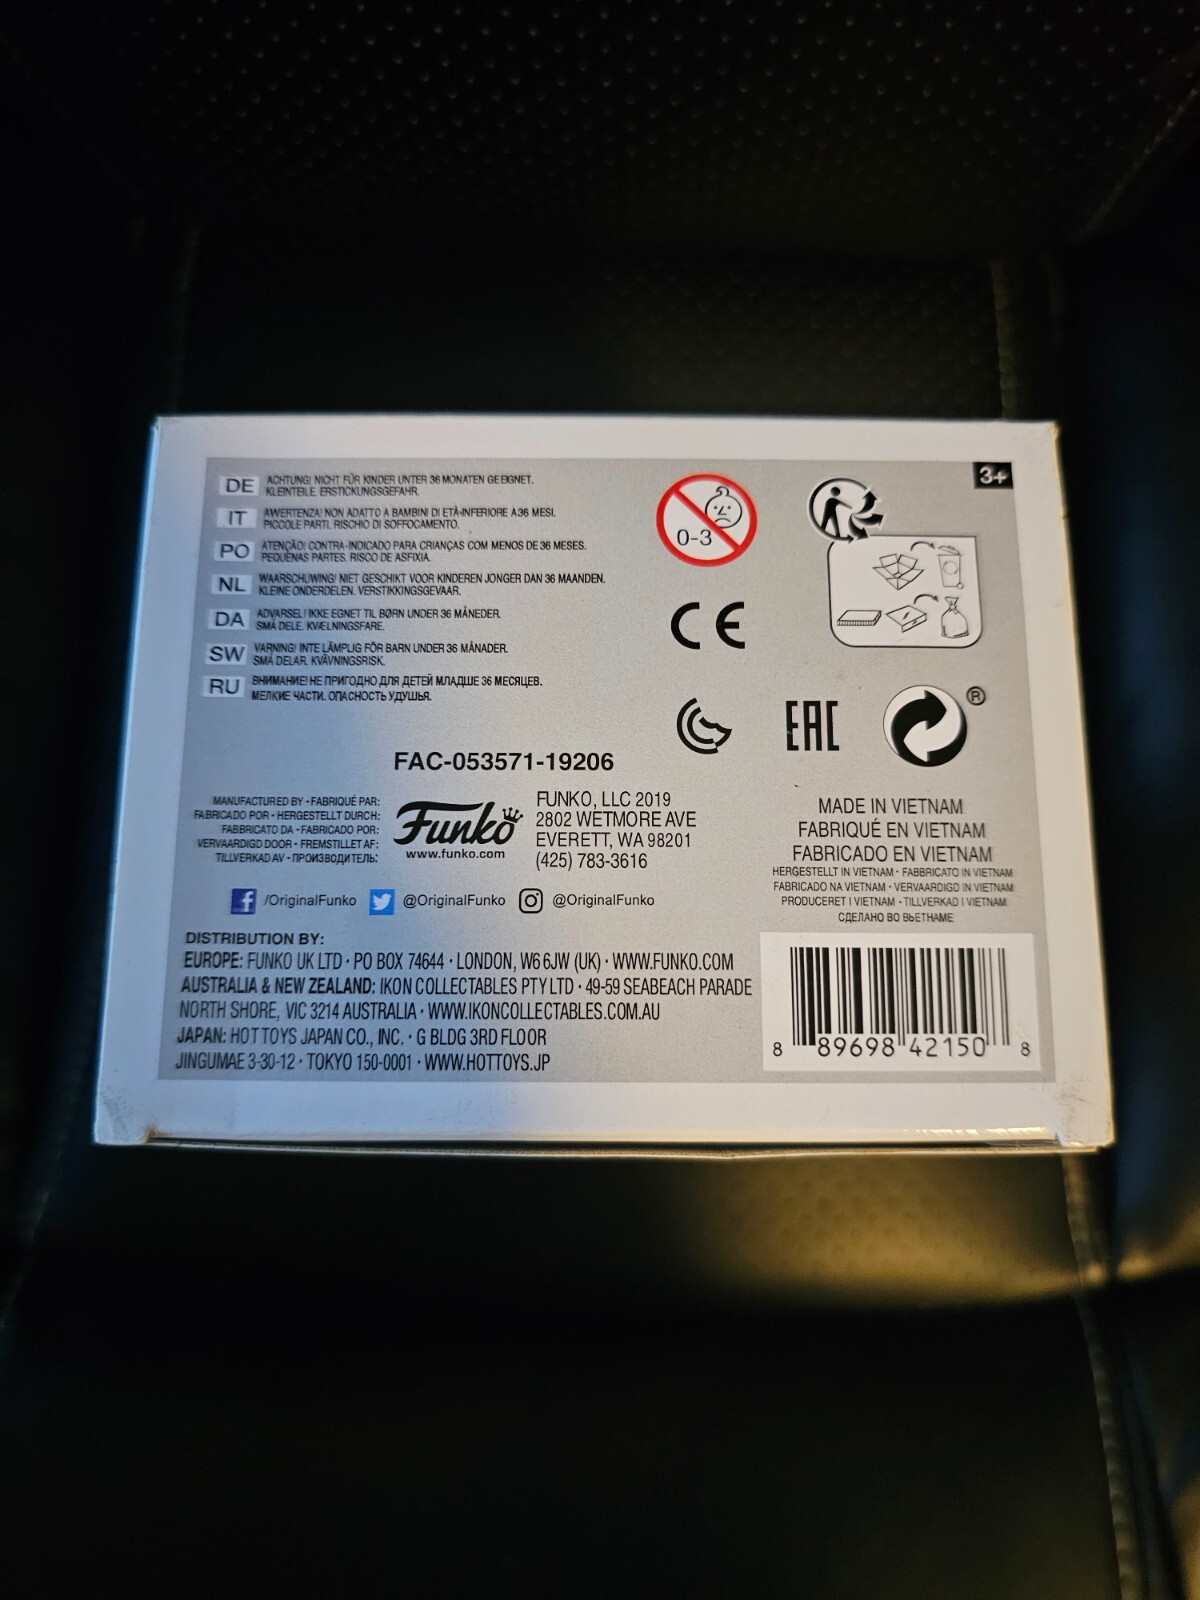 DE ACHTUNG! NICHT FÜR KINDER UNTER 36 MONATEN GEEIGNET.
KLEINTEILE. ERSTICKUNGSGEFAHR.
IT AVVERTENZA! NON ADATTO A BAMBINI DI ETÀ-INFERIORE A 36 MESI.
PICCOLE PARTI. RISCHIO DI SOFFOCAMENTO.
PO ATENÇÃO! CONTRA-INDICADO PARA CRIANÇAS COM MENOS DE 36 MESES.
PEQUENAS PARTES. RISCO DE ASFIXIA.
NL WAARSCHUWING! NIET GESCHIKT VOOR KINDEREN JONGER DAN 36 MAANDEN.
KLEINE ONDERDELEN. VERSTIKKINGSGEVAAR.
DA ADVARSEL! IKKE EGNET TIL BØRN UNDER 36 MÅNEDER.
SMÅ DELE. KVÆLNINGSFARE.
SW VARNING! INTE LÄMPLIG FÖR BARN UNDER 36 MÅNADER.
SMÅ DELAR. KVÄVNINGSRISK.
RU ВНИМАНИЕ! НЕ ПРИГОДНО ДЛЯ ДЕТЕЙ МЛАДШЕ 36 МЕСЯЦЕВ.
МЕЛКИЕ ЧАСТИ. ОПАСНОСТЬ УДУШЬЯ.
0-3
3+
CE
EAC
®
FAC-053571-19206
MANUFACTURED BY • FABRIQUÉ PAR:
FABRICADO POR • HERGESTELLT DURCH:
FABBRICATO DA • FABRICADO POR:
VERVAARDIGD DOOR • FREMSTILLET AF:
TILLVERKAD AV • ПРОИЗВОДИТЕЛЬ:
Funko
www.funko.com
FUNKO, LLC 2019
2802 WETMORE AVE
EVERETT, WA 98201
(425) 783-3616
MADE IN VIETNAM
FABRIQUÉ EN VIETNAM
FABRICADO EN VIETNAM
HERGESTELLT IN VIETNAM • FABBRICATO IN VIETNAM
FABRICADO NA VIETNAM • VERVAARDIGD IN VIETNAM
PRODUCERET I VIETNAM • TILLVERKAD I VIETNAM
СДЕЛАНО ВО ВЬЕТНАМЕ
/OriginalFunko @OriginalFunko @OriginalFunko
DISTRIBUTION BY:
EUROPE: FUNKO UK LTD • PO BOX 74644 • LONDON, W6 6JW (UK) • WWW.FUNKO.COM
AUSTRALIA & NEW ZEALAND: IKON COLLECTABLES PTY LTD • 49-59 SEABEACH PARADE
NORTH SHORE, VIC 3214 AUSTRALIA • WWW.IKONCOLLECTABLES.COM.AU
JAPAN: HOT TOYS JAPAN CO., INC. • G BLDG 3RD FLOOR
JINGUMAE 3-30-12 • TOKYO 150-0001 • WWW.HOTTOYS.JP
8 89698 42150 8